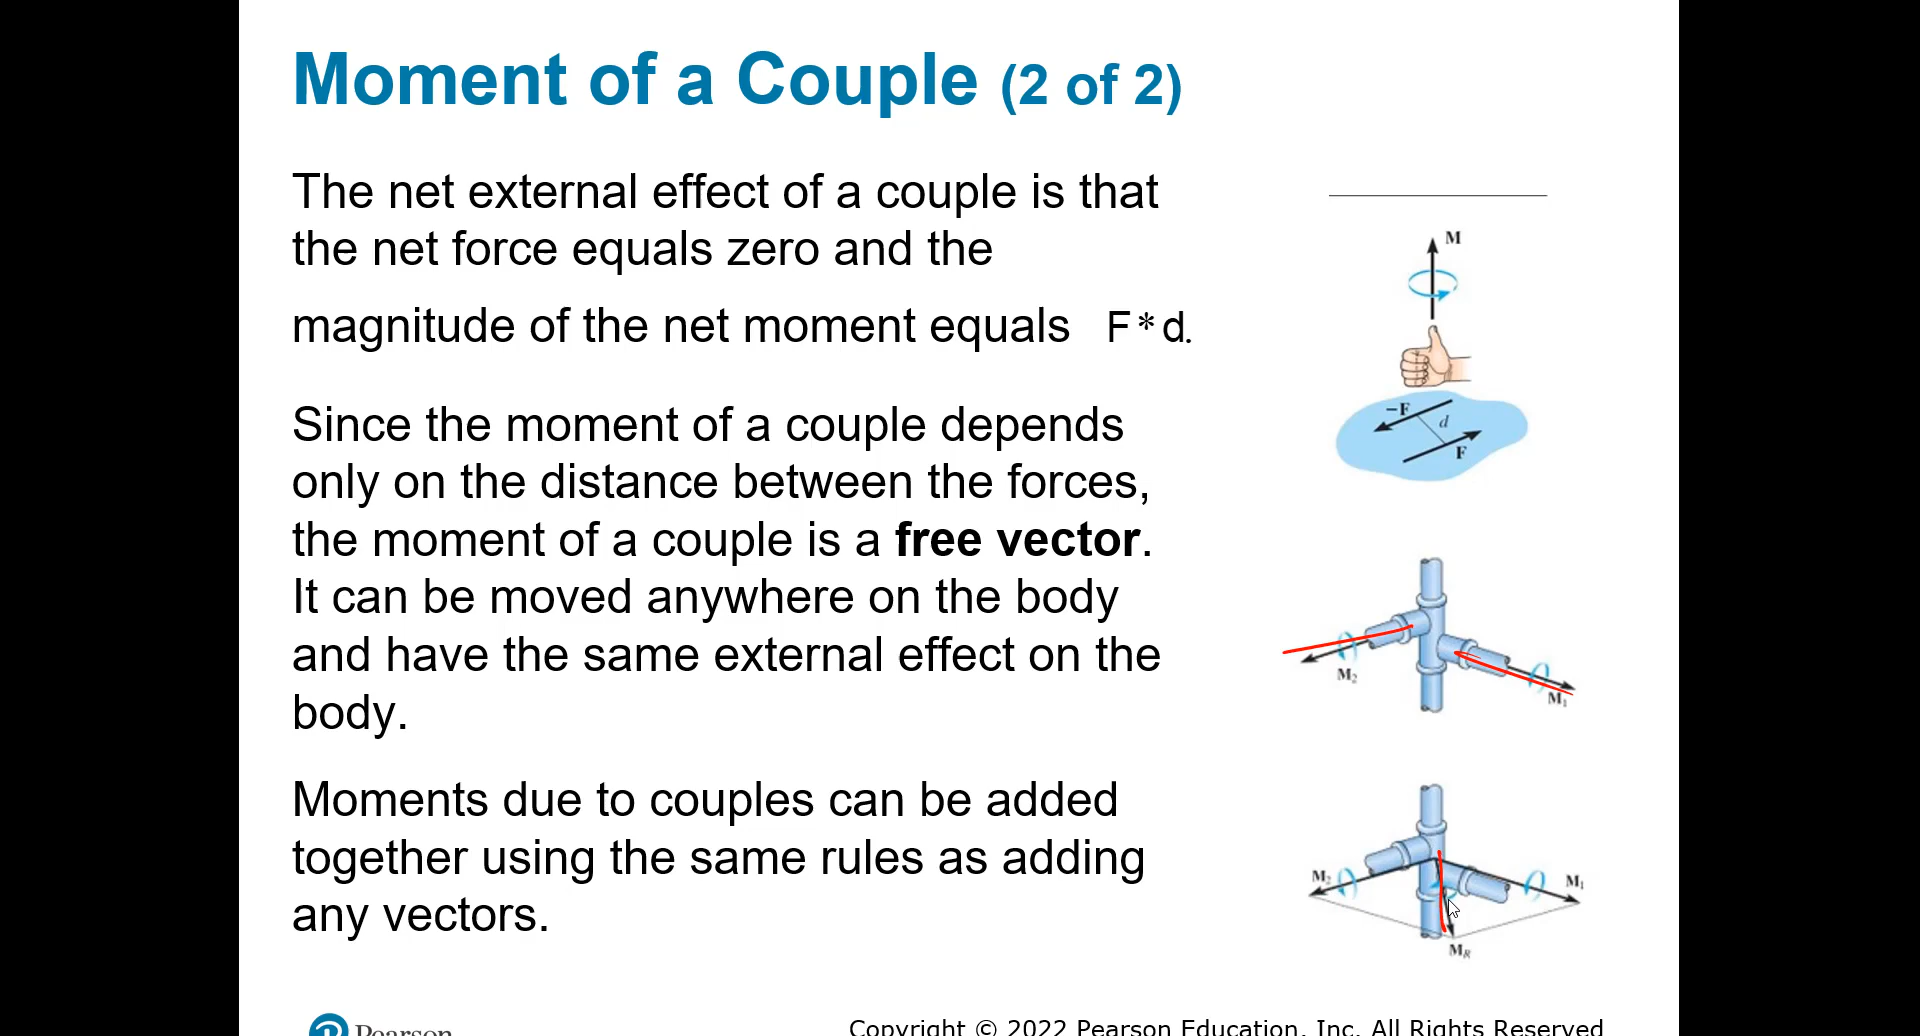 Moment of a Couple (2 of 2)
The net external effect of a couple is that
the net force equals zero and the
magnitude of the net moment equals F*d.
Since the moment of a couple depends
only on the distance between the forces,
the moment of a couple is a free vector.
It can be moved anywhere on the body
and have the same external effect on the
body.
Moments due to couples can be added
together using the same rules as adding
any vectors.
M
−F
d
F
M₂
M₁
M₂
M₁
M_R
Pearson
Copyright © 2022 Pearson Education, Inc. All Rights Reserved